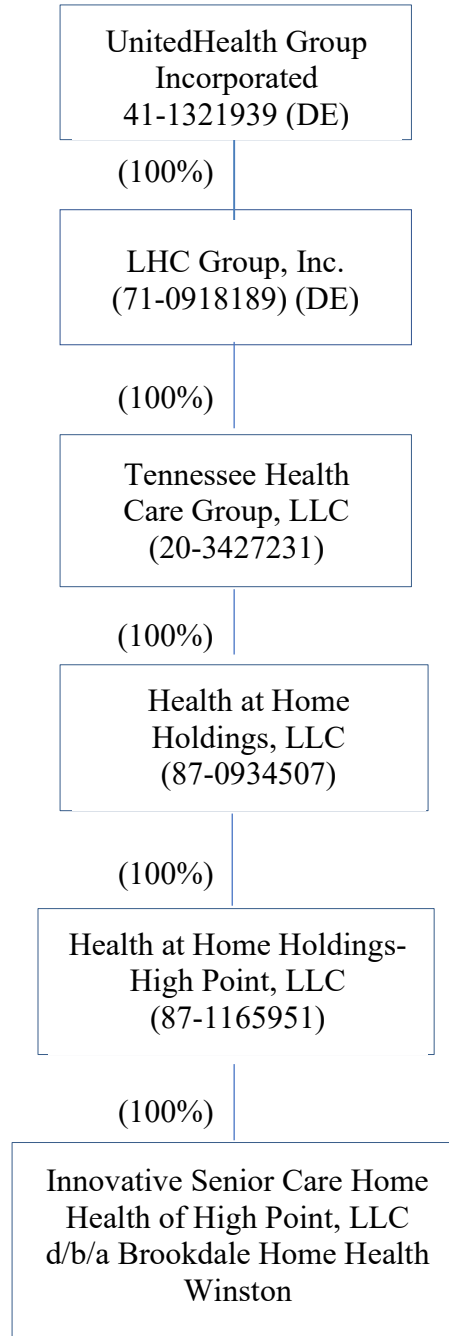 UnitedHealth Group
Incorporated
41-1321939 (DE)
(100%)
LHC Group, Inc.
(71-0918189) (DE)
(100%)
Tennessee Health
Care Group, LLC
(20-3427231)
(100%)
Health at Home
Holdings, LLC
(87-0934507)
(100%)
Health at Home Holdings-
High Point, LLC
(87-1165951)
(100%)
Innovative Senior Care Home
Health of High Point, LLC
d/b/a Brookdale Home Health
Winston